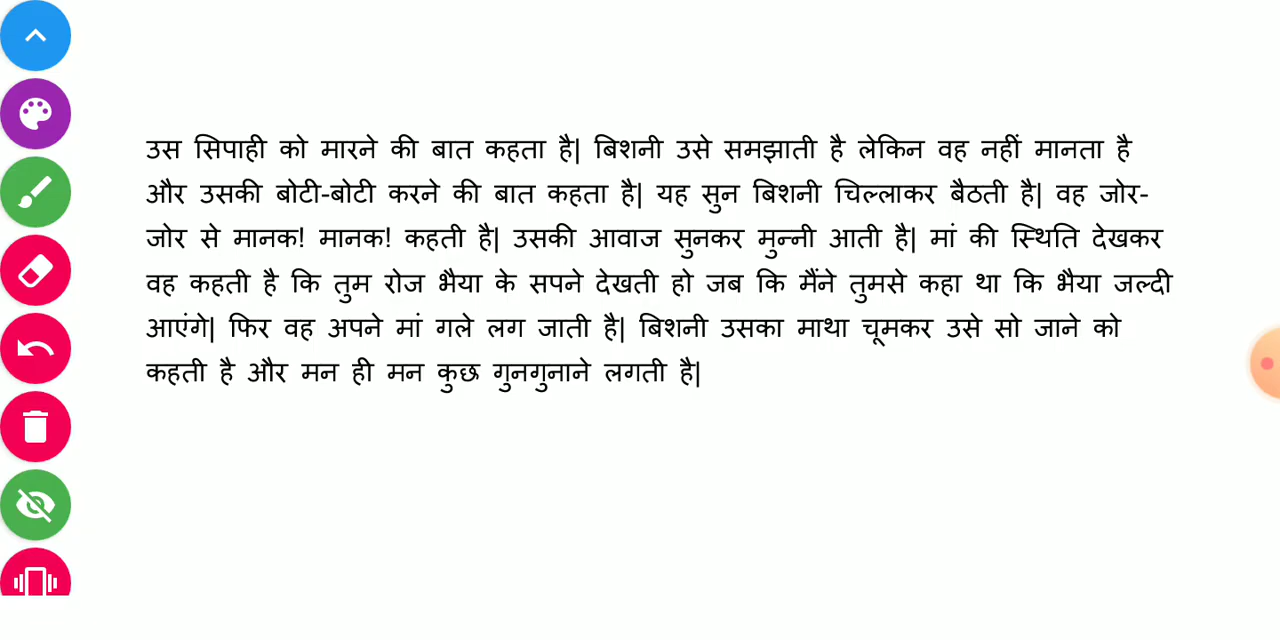 उस सिपाही को मारने की बात कहता है| बिशनी उसे समझाती है लेकिन वह नहीं मानता है
और उसकी बोटी-बोटी करने की बात कहता है| यह सुन बिशनी चिल्लाकर बैठती है| वह जोर-
जोर से मानक! मानक! कहती है| उसकी आवाज सुनकर मुन्नी आती है| मां की स्थिति देखकर
वह कहती है कि तुम रोज भैया के सपने देखती हो जब कि मैंने तुमसे कहा था कि भैया जल्दी
आएंगे| फिर वह अपने मां गले लग जाती है| बिशनी उसका माथा चूमकर उसे सो जाने को
कहती है और मन ही मन कुछ गुनगुनाने लगती है|